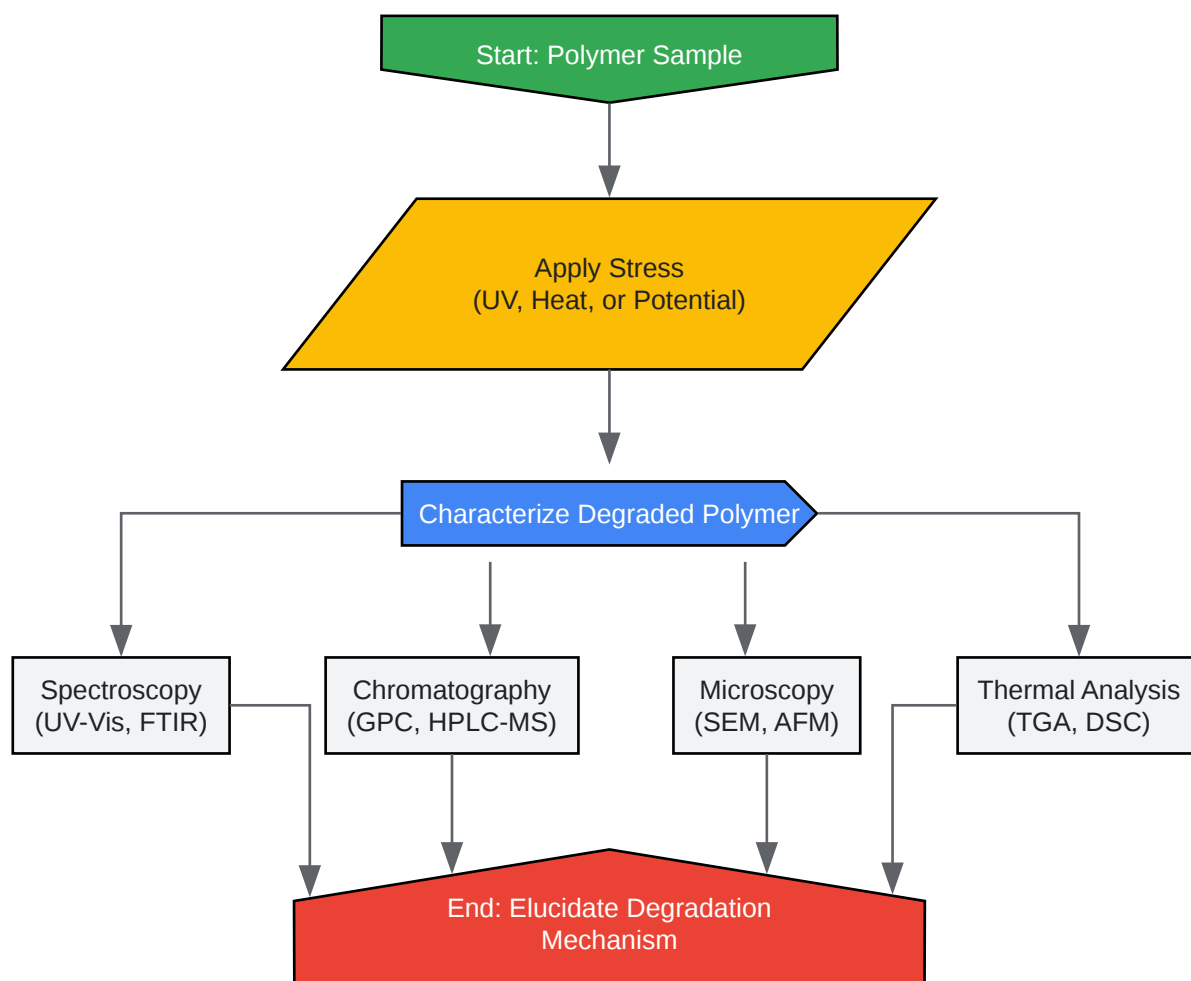 Start: Polymer Sample
Apply Stress
(UV, Heat, or Potential)
Characterize Degraded Polymer
Spectroscopy
(UV-Vis, FTIR)
Chromatography
(GPC, HPLC-MS)
Microscopy
(SEM, AFM)
Thermal Analysis
(TGA, DSC)
End: Elucidate Degradation
Mechanism